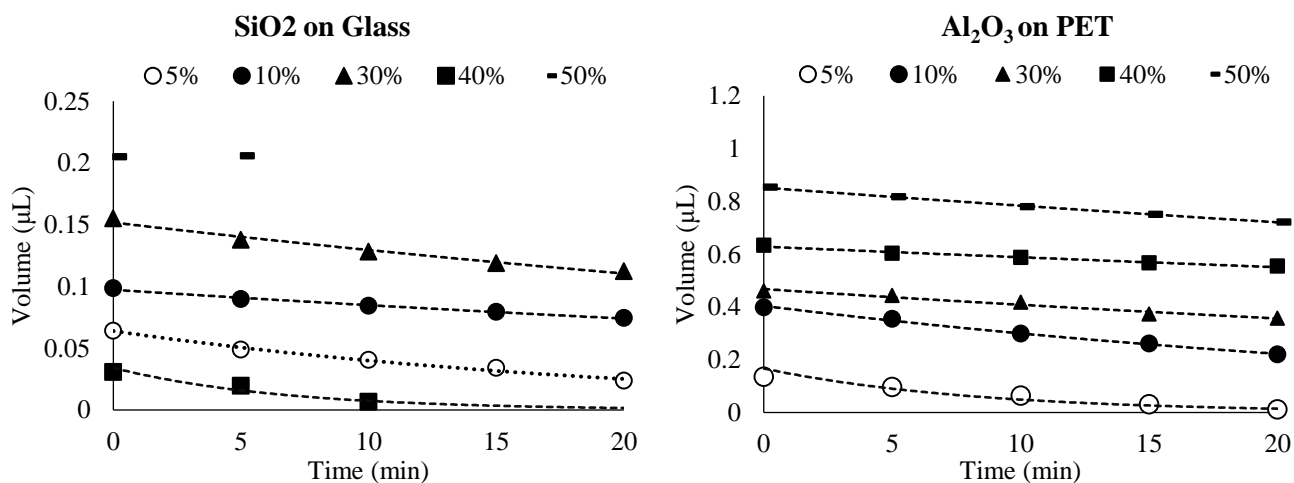 SiO2 on Glass
5% 10% 30% 40% 50%
0.25
0.2
0.15
0.1
0.05
0
Volume (μL)
0 5 10 15 20
Time (min)
Al₂O₃ on PET
5% 10% 30% 40% 50%
1.2
1
0.8
0.6
0.4
0.2
0
Volume (μL)
0 5 10 15 20
Time (min)